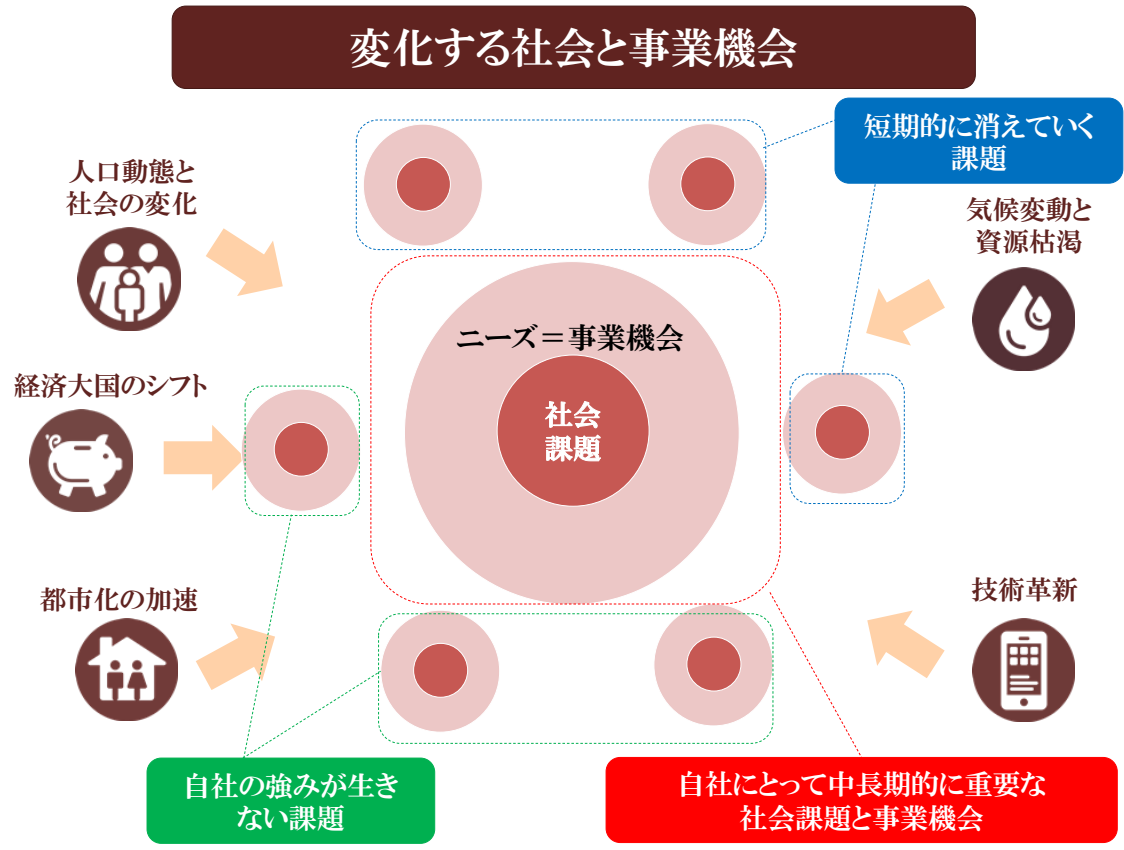 変化する社会と事業機会
短期的に消えていく
課題
人口動態と
社会の変化
気候変動と
資源枯渇
ニーズ＝事業機会
経済大国のシフト
社会
課題
都市化の加速
技術革新
自社の強みが生き
ない課題
自社にとって中長期的に重要な
社会課題と事業機会